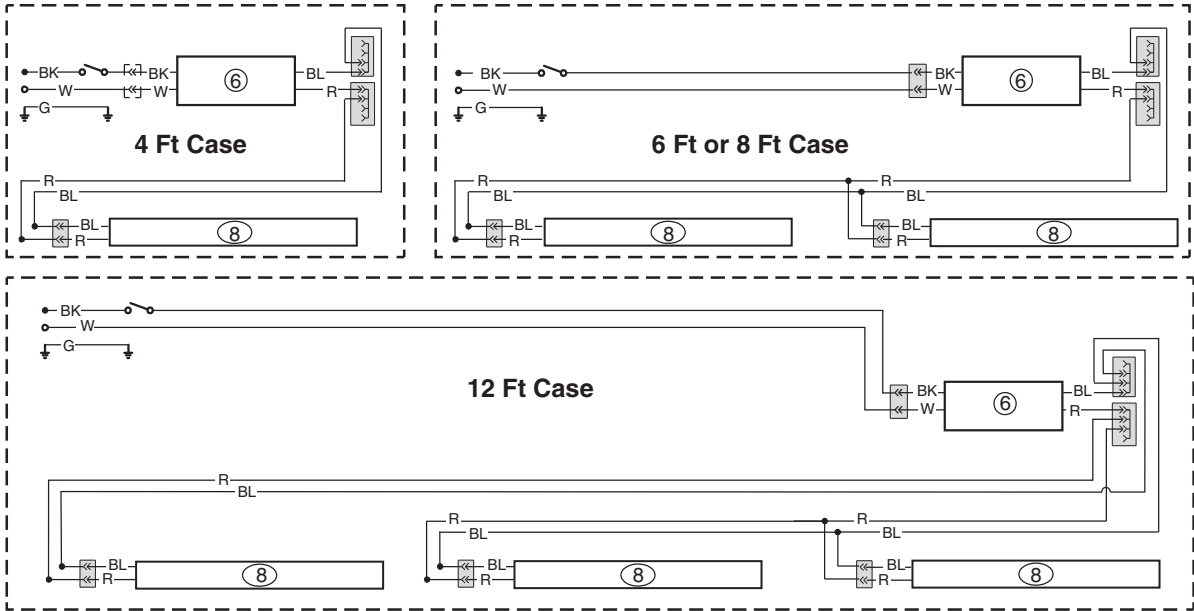 BK BK 6 BL
W W R
G
4 Ft Case
R
BL
BL 8
R
BK BK 6 BL
W W R
G
6 Ft or 8 Ft Case
R R
BL BL
BL 8 BL 8
R R
BK
W
G
12 Ft Case
BK 6 BL
W R
R
BL
R R
BL BL
BL 8 BL 8 BL 8
R R R